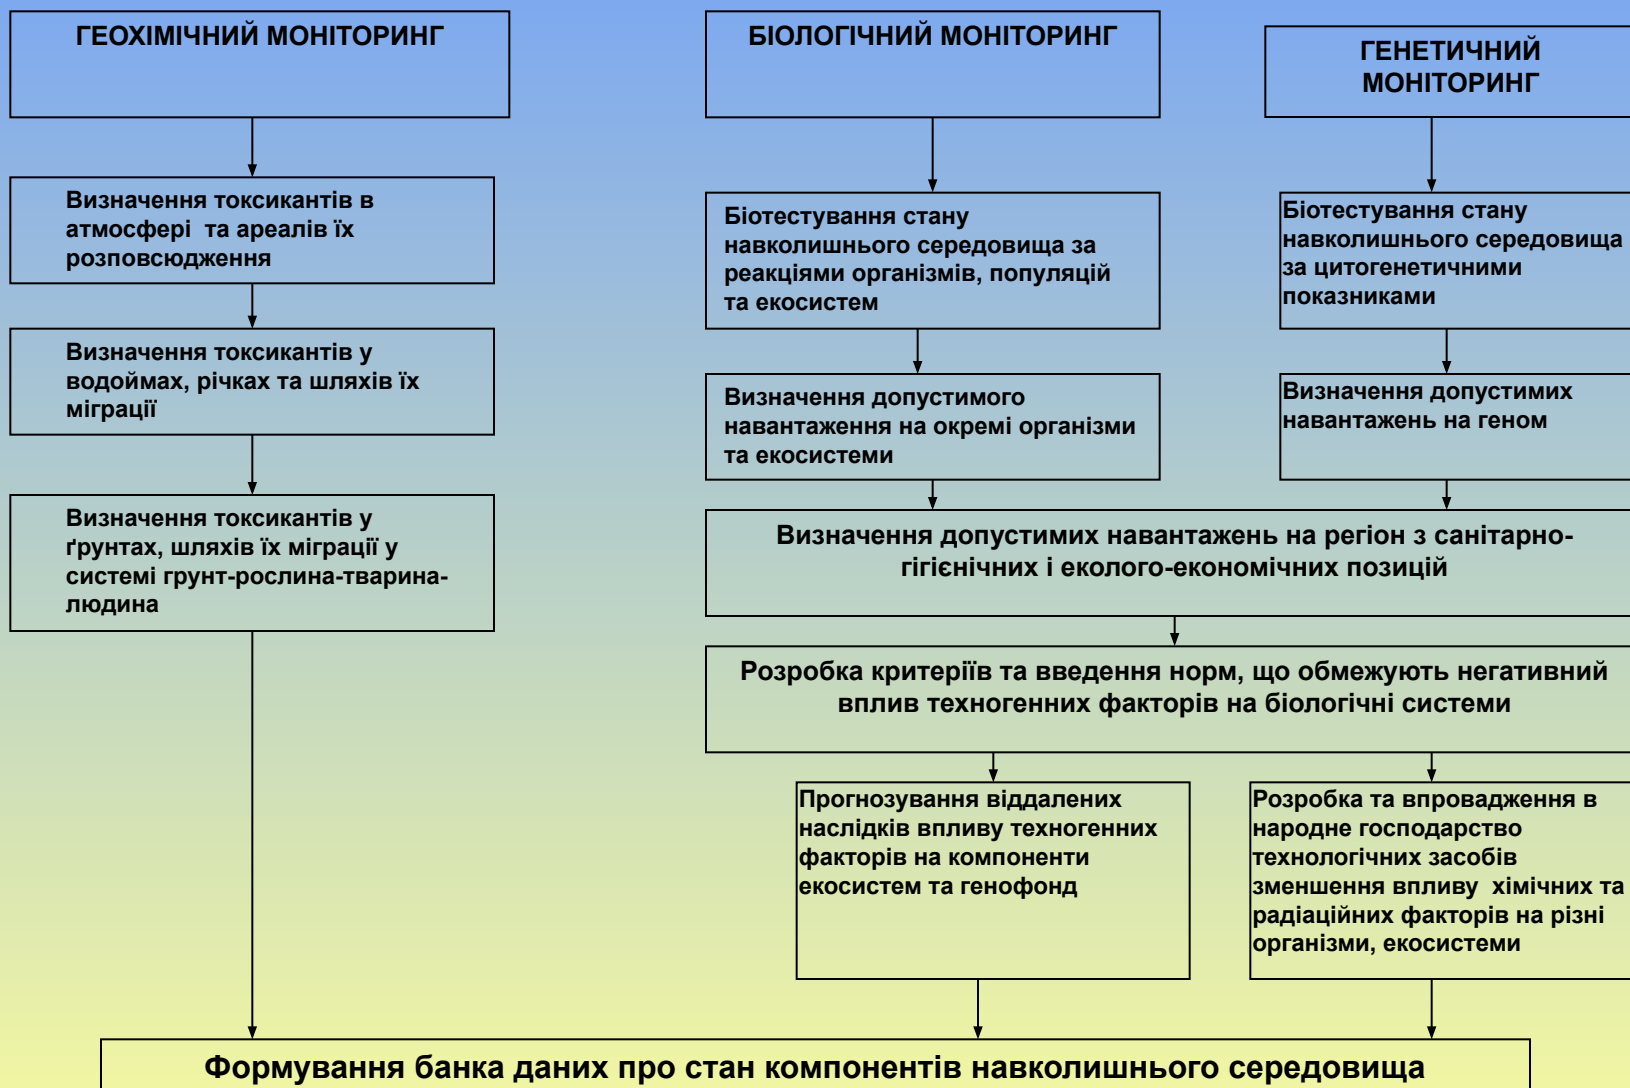 ГЕОХІМІЧНИЙ МОНІТОРИНГ
БІОЛОГІЧНИЙ МОНІТОРИНГ
ГЕНЕТИЧНИЙ
МОНІТОРИНГ
Визначення токсикантів в
атмосфері та ареалів їх
розповсюдження
Біотестування стану
навколишнього середовища за
реакціями організмів, популяцій
та екосистем
Біотестування стану
навколишнього середовища
за цитогенетичними
показниками
Визначення токсикантів у
водоймах, річках та шляхів їх
міграції
Визначення допустимого
навантаження на окремі організми
та екосистеми
Визначення допустимих
навантажень на геном
Визначення токсикантів у
ґрунтах, шляхів їх міграції у
системі грунт-рослина-тварина-
людина
Визначення допустимих навантажень на регіон з санітарно-
гігієнічних і еколого-економічних позицій
Розробка критеріїв та введення норм, що обмежують негативний
вплив техногенних факторів на біологічні системи
Прогнозування віддалених
наслідків впливу техногенних
факторів на компоненти
екосистем та генофонд
Розробка та впровадження в
народне господарство
технологічних засобів
зменшення впливу хімічних та
радіаційних факторів на різні
організми, екосистеми
Формування банка даних про стан компонентів навколишнього середовища